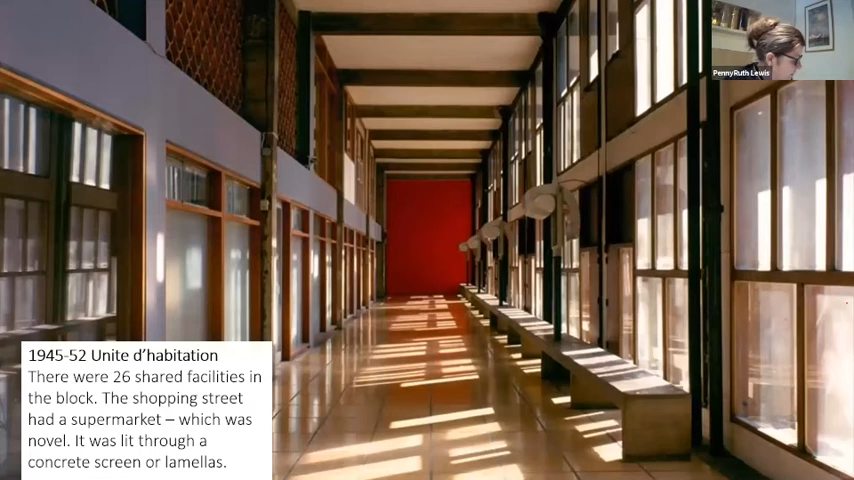 PennyRuth Lewis
1945-52 Unite d’habitation
There were 26 shared facilities in
the block. The shopping street
had a supermarket – which was
novel. It was lit through a
concrete screen or lamellas.